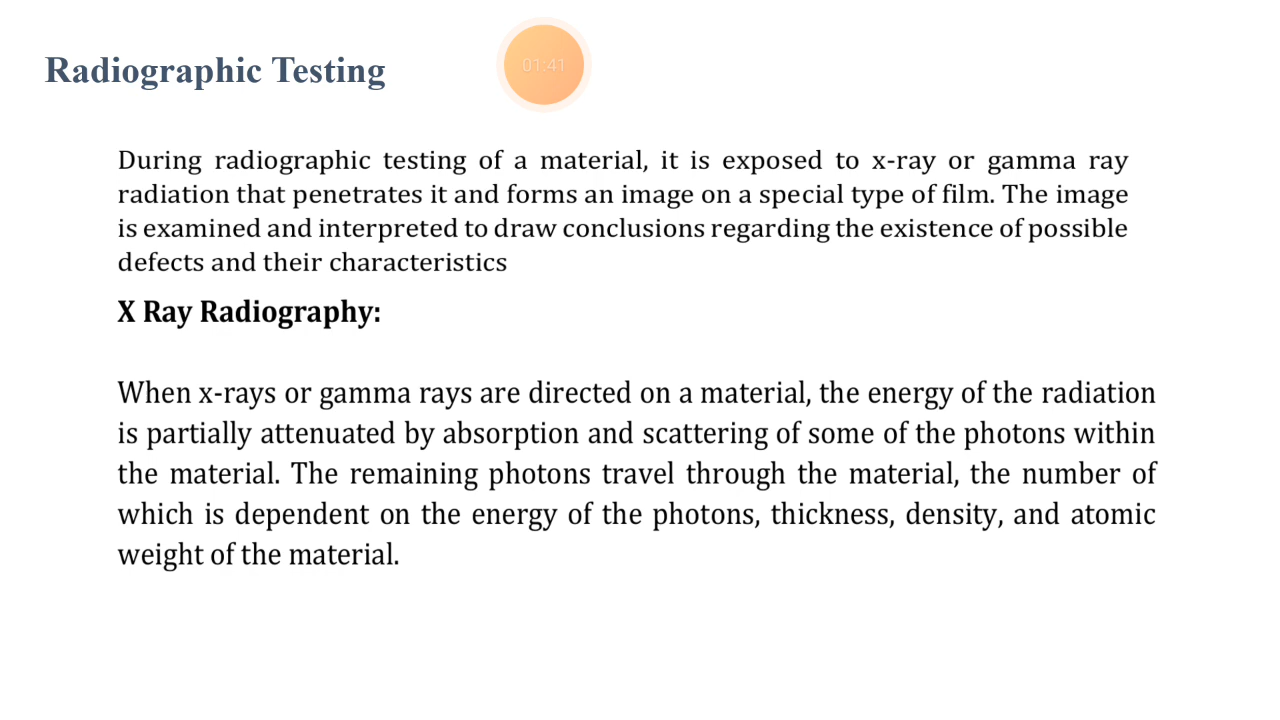 Radiographic Testing
01:41
During radiographic testing of a material, it is exposed to x-ray or gamma ray
radiation that penetrates it and forms an image on a special type of film. The image
is examined and interpreted to draw conclusions regarding the existence of possible
defects and their characteristics
X Ray Radiography:
When x-rays or gamma rays are directed on a material, the energy of the radiation
is partially attenuated by absorption and scattering of some of the photons within
the material. The remaining photons travel through the material, the number of
which is dependent on the energy of the photons, thickness, density, and atomic
weight of the material.